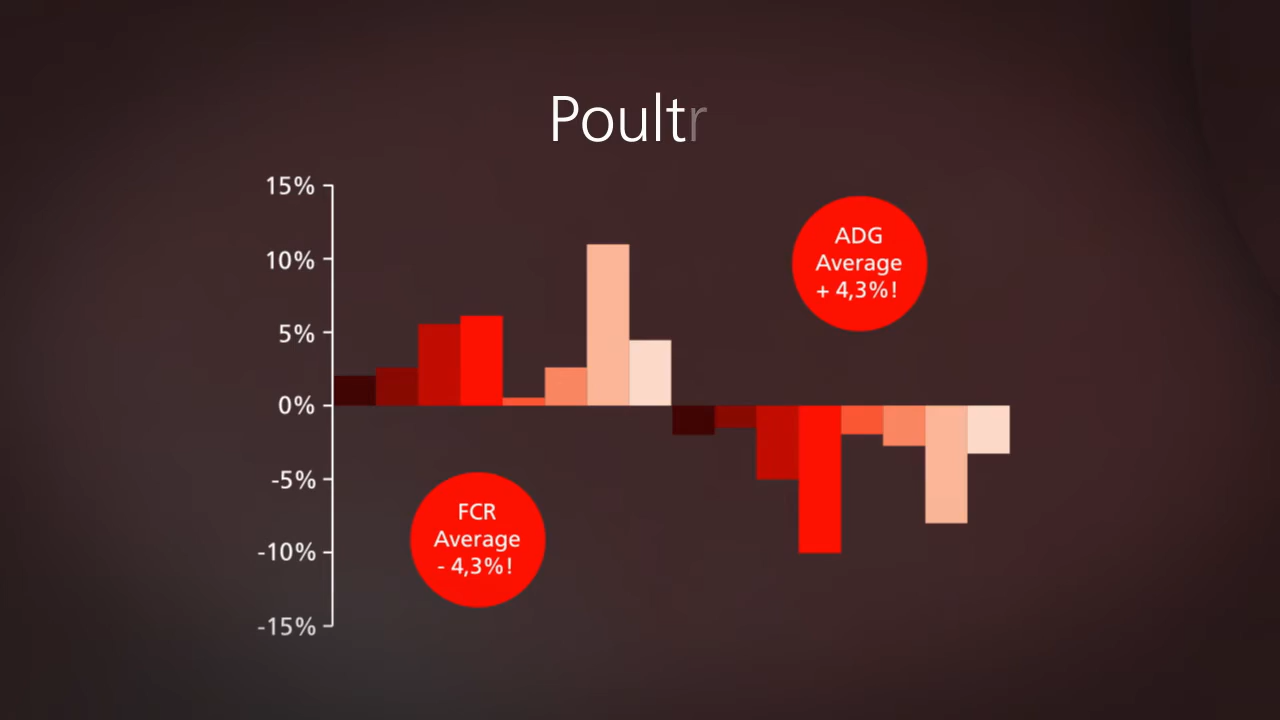 Poultr
15%
10%
5%
0%
-5%
-10%
-15%
ADG
Average
+ 4,3%!
FCR
Average
- 4,3%!